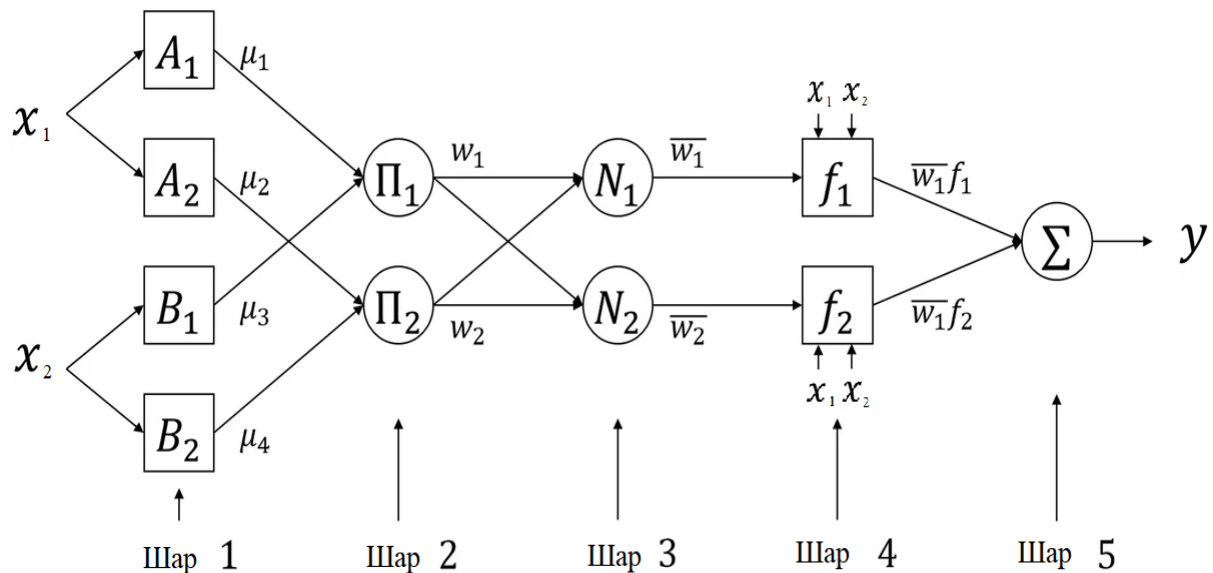 A₁ μ₁
x₁ x₂
x₁
w₁ w̅₁
A₂ μ₂ Π₁ N₁ f₁ w̅₁f₁
Σ y
B₁ μ₃ Π₂ N₂ f₂ w̅₁f₂
w₂ w̅₂
x₂
x₁ x₂
B₂ μ₄
Шар 1 Шар 2 Шар 3 Шар 4 Шар 5